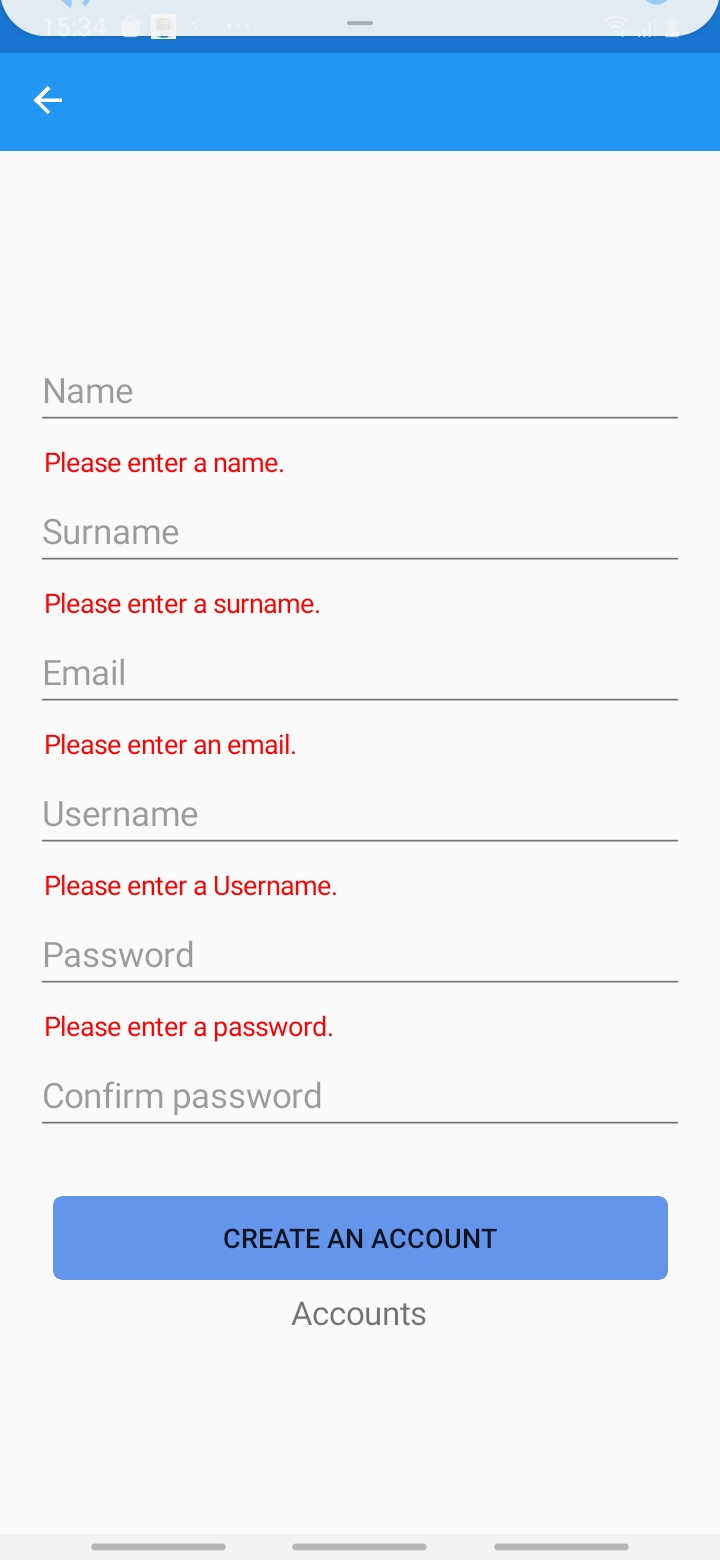 15:34
Name
Please enter a name.
Surname
Please enter a surname.
Email
Please enter an email.
Username
Please enter a Username.
Password
Please enter a password.
Confirm password
CREATE AN ACCOUNT
Accounts